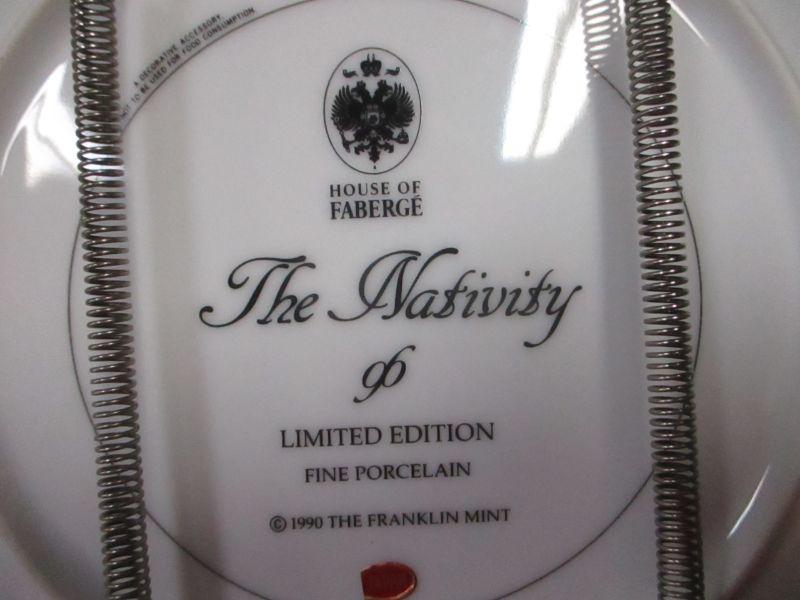 A DECORATIVE ACCESSORY.
NOT TO BE USED FOR FOOD CONSUMPTION.
HOUSE OF
FABERGÉ
The Nativity
96
LIMITED EDITION
FINE PORCELAIN
© 1990 THE FRANKLIN MINT